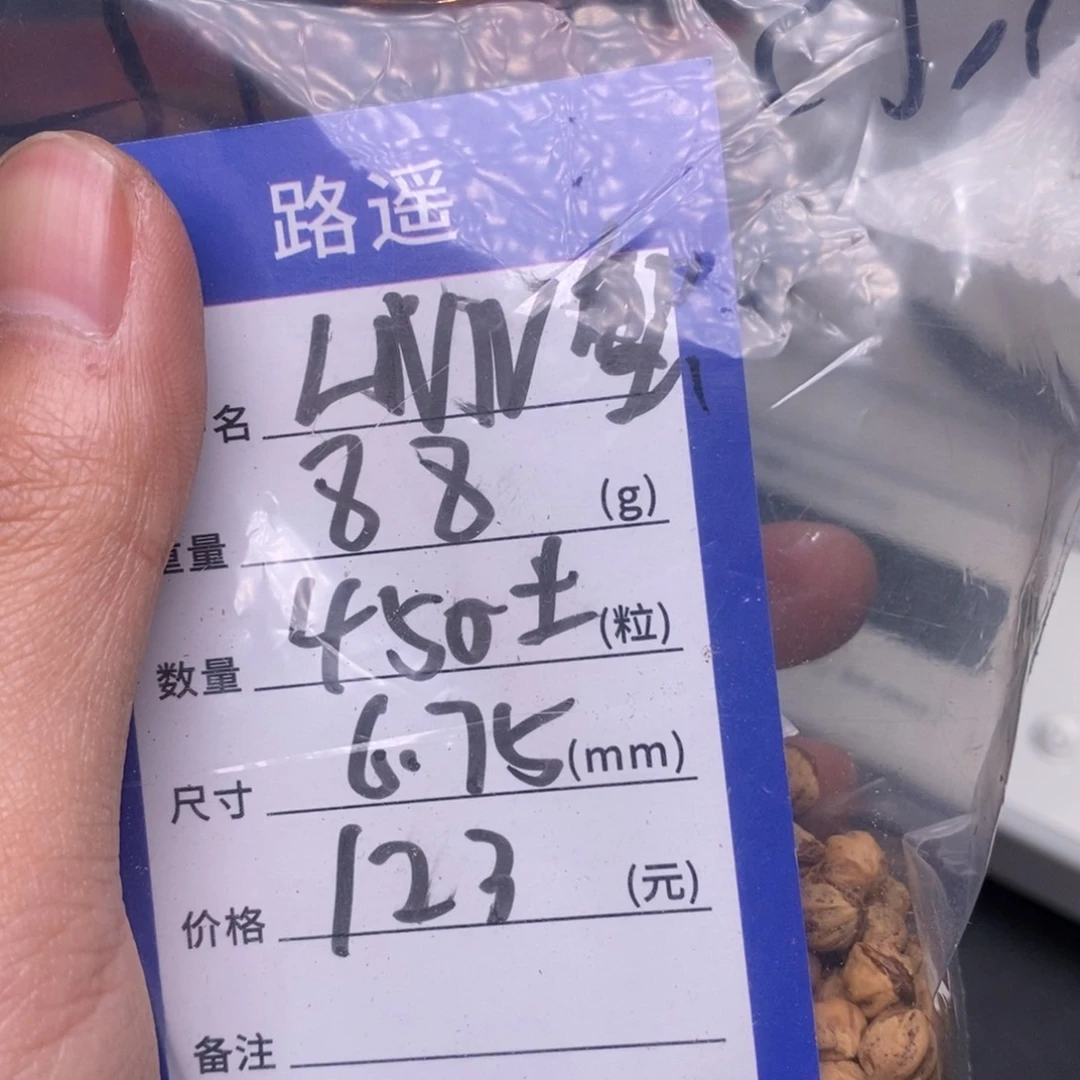 路遥
名
重量 88 (g)
数量 450± (粒)
尺寸 6.75 (mm)
价格 123 (元)
备注